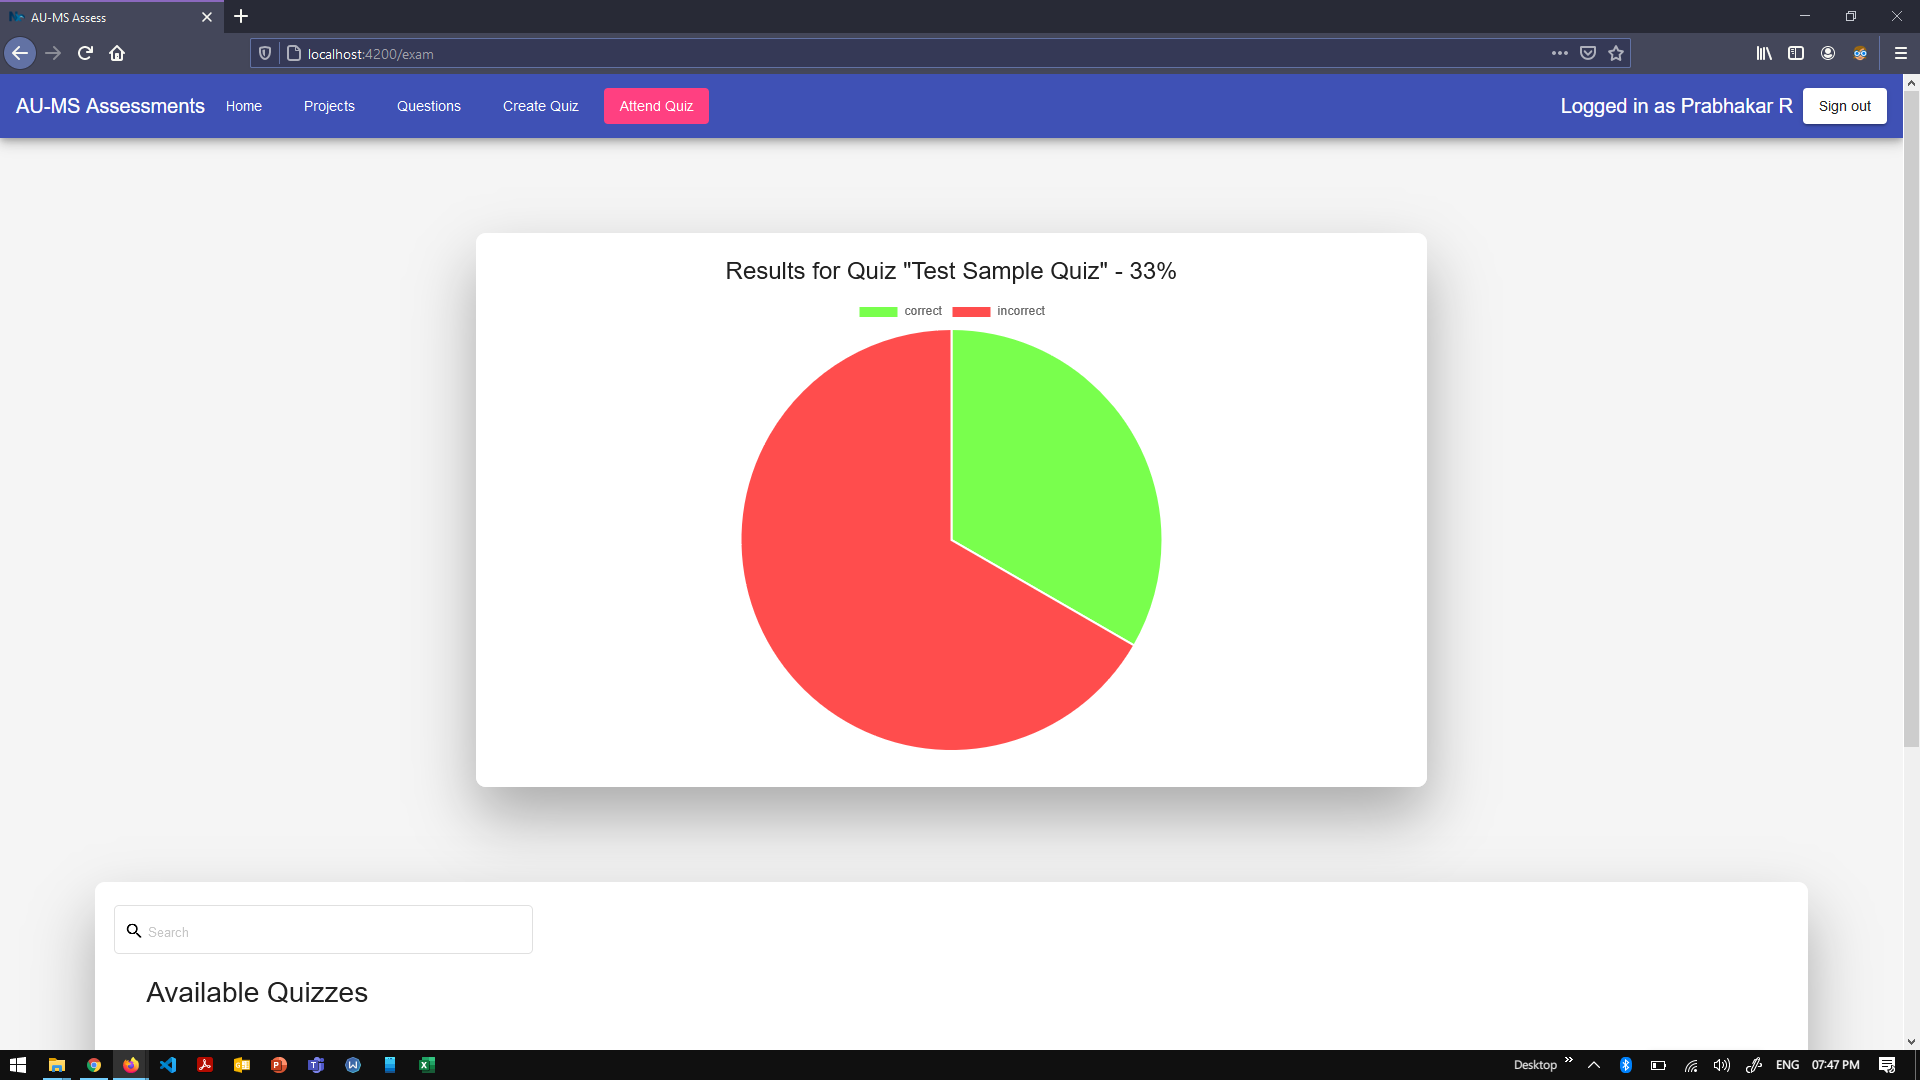 AU-MS Assess
localhost:4200/exam
AU-MS Assessments Home Projects Questions Create Quiz Attend Quiz Logged in as Prabhakar R Sign out
Results for Quiz "Test Sample Quiz" - 33%
correct incorrect
Search
Available Quizzes
Desktop ENG 07:47 PM